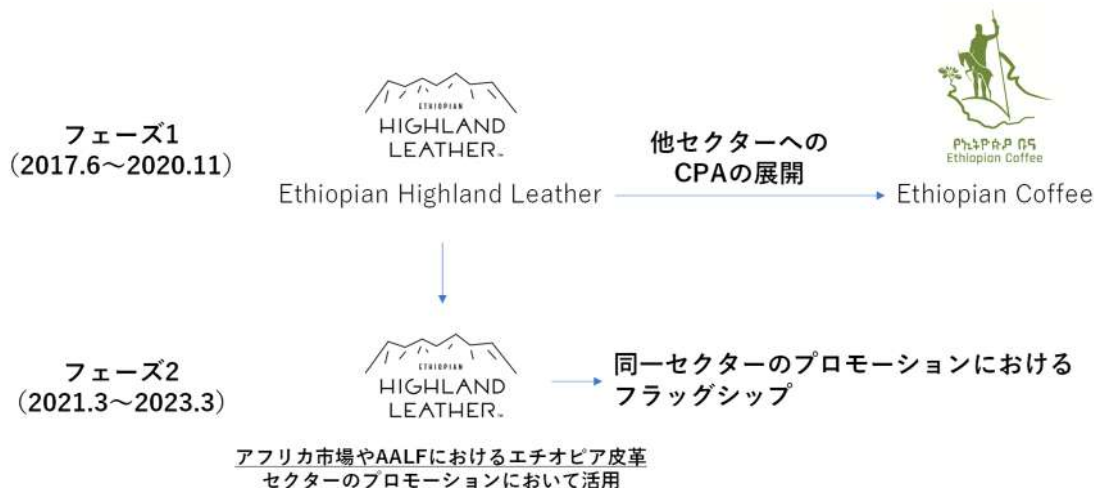 フェーズ1
（2017.6～2020.11）
ETHIOPIAN
HIGHLAND
LEATHER™
Ethiopian Highland Leather
他セクターへの
CPAの展開
የኢትዮጵያ ቡና
Ethiopian Coffee
Ethiopian Coffee
フェーズ2
（2021.3～2023.3）
ETHIOPIAN
HIGHLAND
LEATHER™
同一セクターのプロモーションにおける
フラッグシップ
アフリカ市場やAALFにおけるエチオピア皮革
セクターのプロモーションにおいて活用